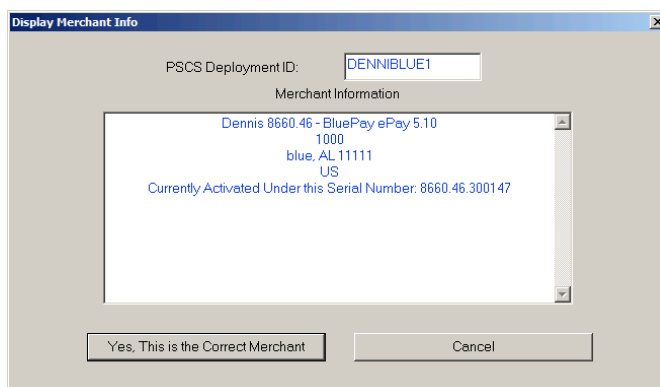 Display Merchant Info
PSCS Deployment ID: DENNIBLUE1
Merchant Information
Dennis 8660.46 - BluePay ePay 5.10
1000
blue, AL 11111
US
Currently Activated Under this Serial Number: 8660.46.300147
Yes, This is the Correct Merchant Cancel